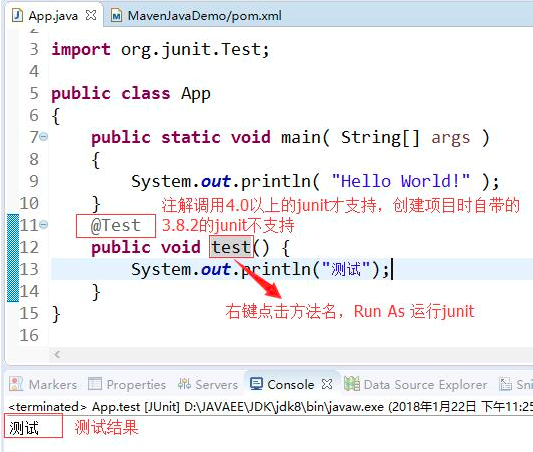 App.java MavenJavaDemo/pom.xml
2
3 import org.junit.Test;
4
5 public class App
6 {
7 public static void main( String[] args )
8 {
9 System.out.println( "Hello World!" );
10 }
注解调用4.0以上的junit才支持，创建项目时自带的
11 @Test 3.8.2的junit不支持
12 public void test() {
13 System.out.println("测试");
14 }
右键点击方法名，Run As 运行junit
15 }
16
Markers Properties Servers Console Data Source Explorer Sni
<terminated> App.test [JUnit] D:\JAVAEE\JDK\jdk8\bin\javaw.exe (2018年1月22日 下午11:25
测试 测试结果